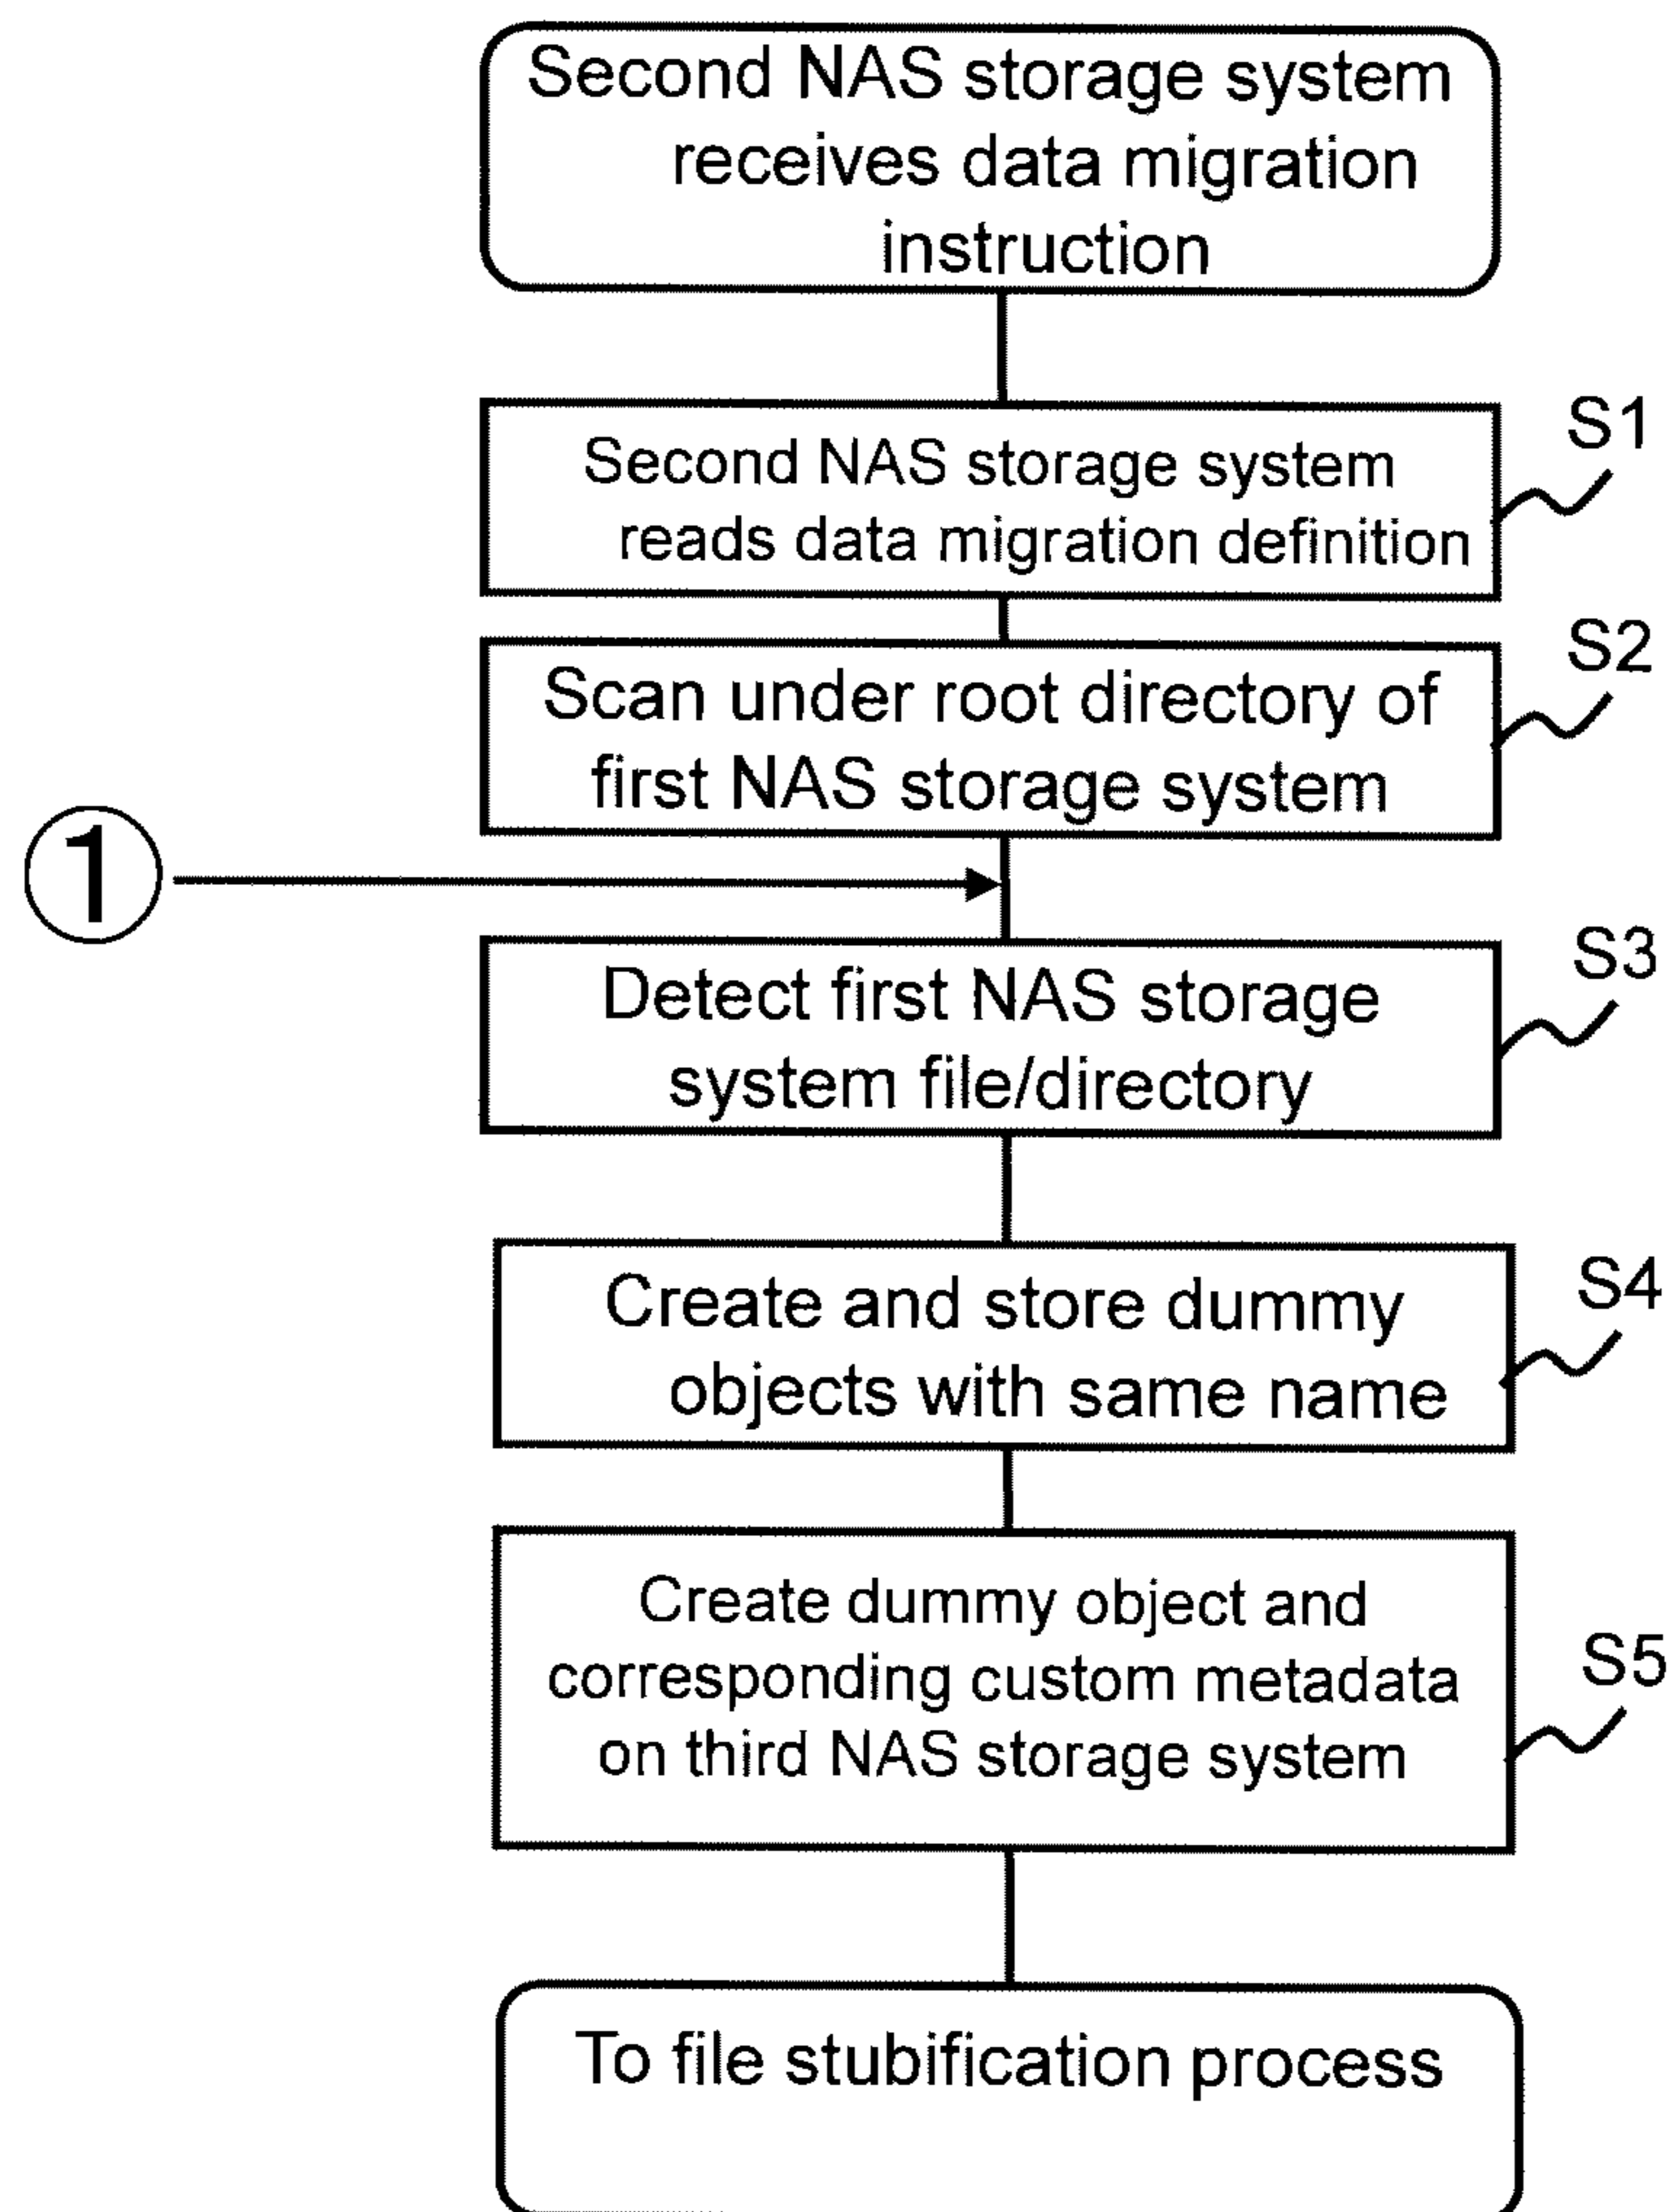 Second NAS storage system
receives data migration
instruction
S1
Second NAS storage system
reads data migration definition
S2
Scan under root directory of
first NAS storage system
1
S3
Detect first NAS storage
system file/directory
S4
Create and store dummy
objects with same name
Create dummy object and
corresponding custom metadata
on third NAS storage system
S5
To file stubification process